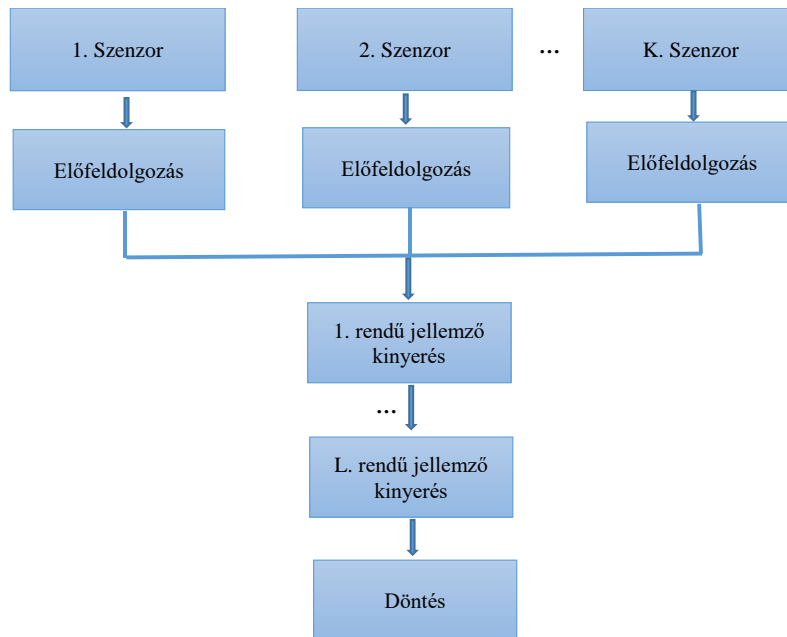 1. Szenzor
2. Szenzor
...
K. Szenzor
Előfeldolgozás
Előfeldolgozás
Előfeldolgozás
1. rendű jellemző
kinyerés
...
L. rendű jellemző
kinyerés
Döntés